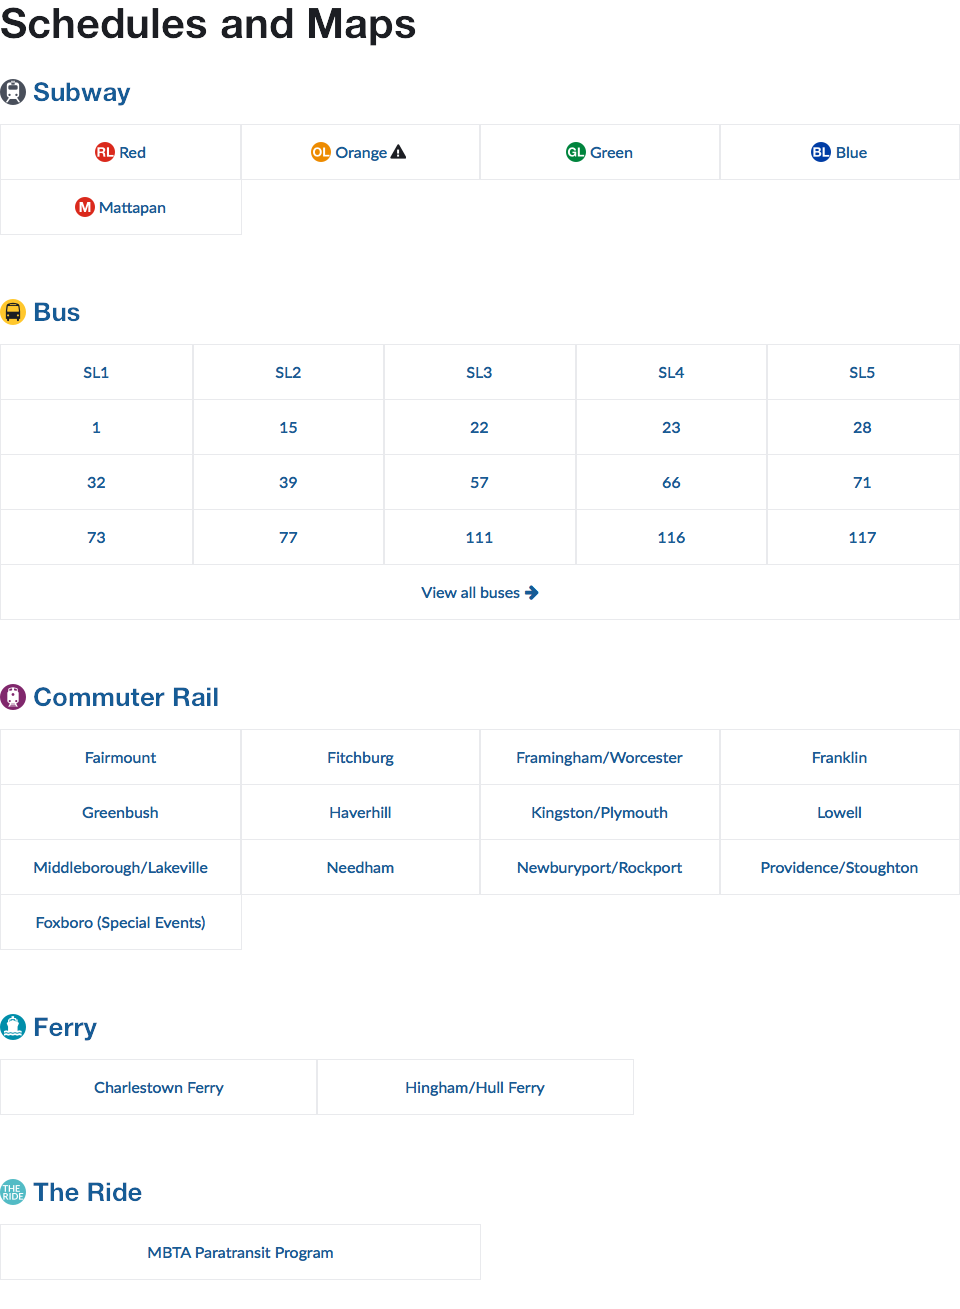 Schedules and Maps
Subway
RL Red OL Orange GL Green BL Blue
M Mattapan
Bus
SL1 SL2 SL3 SL4 SL5
1 15 22 23 28
32 39 57 66 71
73 77 111 116 117
View all buses
Commuter Rail
Fairmount Fitchburg Framingham/Worcester Franklin
Greenbush Haverhill Kingston/Plymouth Lowell
Middleborough/Lakeville Needham Newburyport/Rockport Providence/Stoughton
Foxboro (Special Events)
Ferry
Charlestown Ferry Hingham/Hull Ferry
THE RIDE The Ride
MBTA Paratransit Program